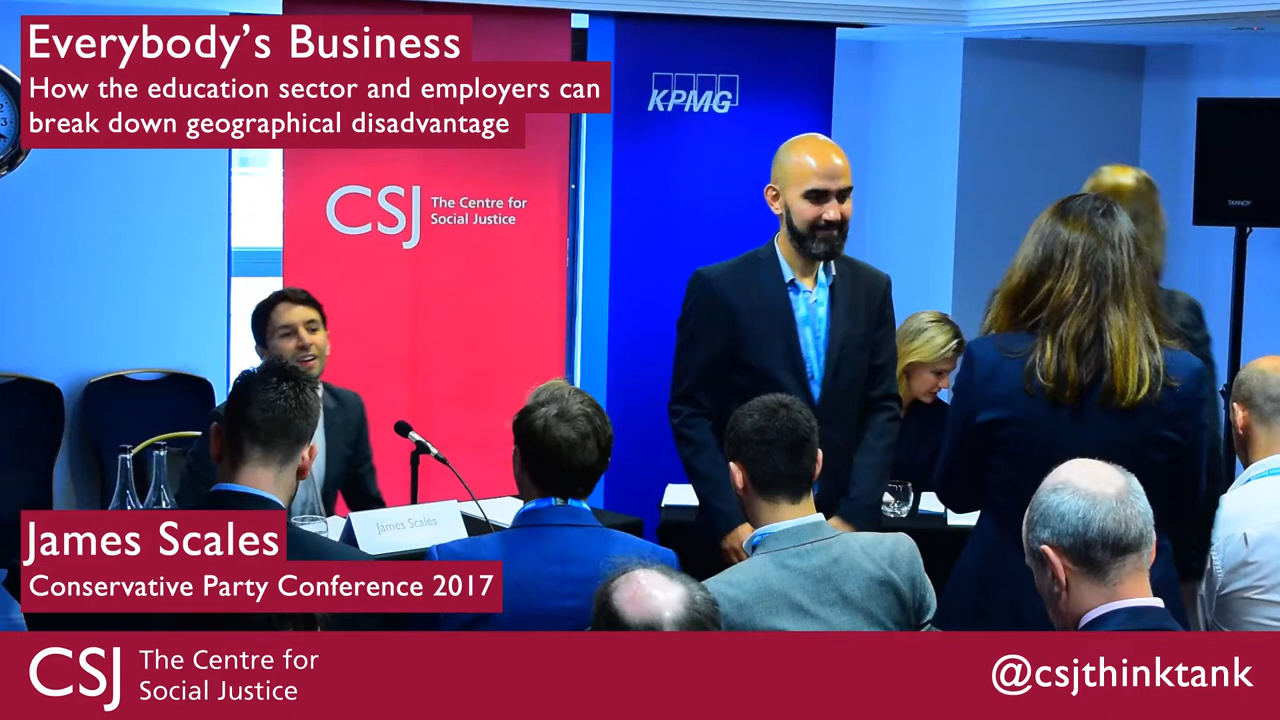 Everybody's Business
How the education sector and employers can
break down geographical disadvantage
KPMG
CSJ The Centre for
Social Justice
TANNOY
James Scales
James Scales
Conservative Party Conference 2017
CSJ The Centre for
Social Justice
@csjthinktank